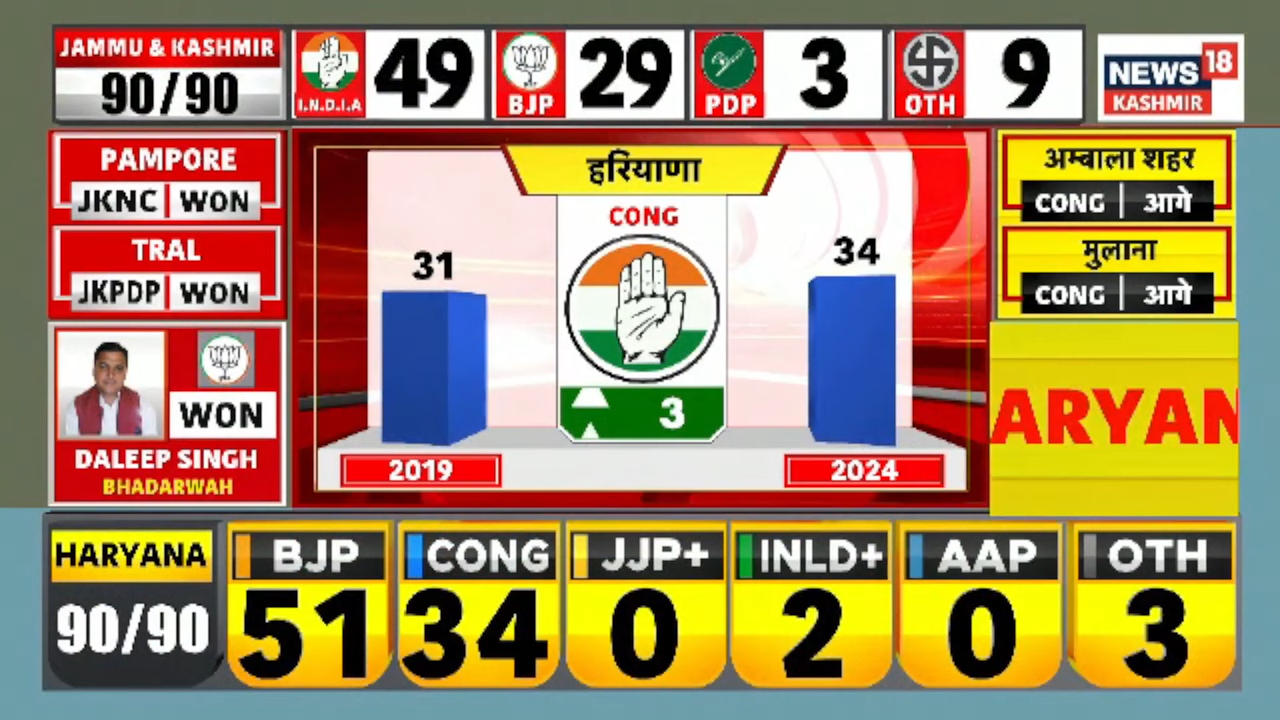 JAMMU & KASHMIR
90/90
I.N.D.I.A
49
BJP
29
PDP
3
OTH
9
NEWS 18
KASHMIR
PAMPORE
JKNC WON
TRAL
JKPDP WON
WON
DALEEP SINGH
BHADARWAH
हरियाणा
CONG
31
34
3
2019
2024
अम्बाला शहर
CONG आगे
मुलाना
CONG आगे
ARYAN
HARYANA
90/90
BJP
51
CONG
34
JJP+
0
INLD+
2
AAP
0
OTH
3